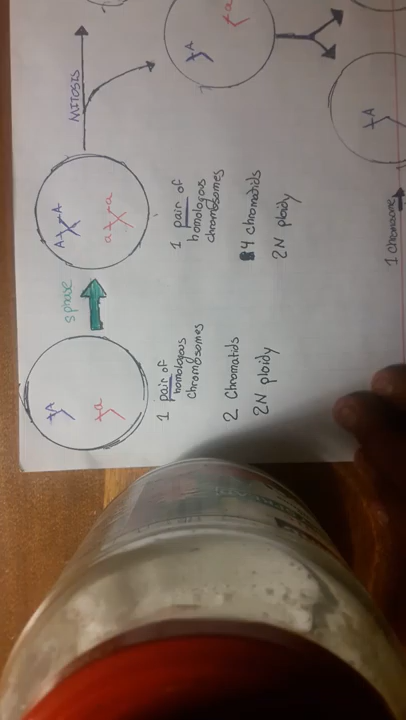 A
a
S phase
A A
a a
MITOSIS
1 pair of
homologous
chromosomes
2 Chromatids
2N ploidy
1 pair of
homologous
chromosomes
4 chromatids
2N ploidy
A
a
A
1 chromosome